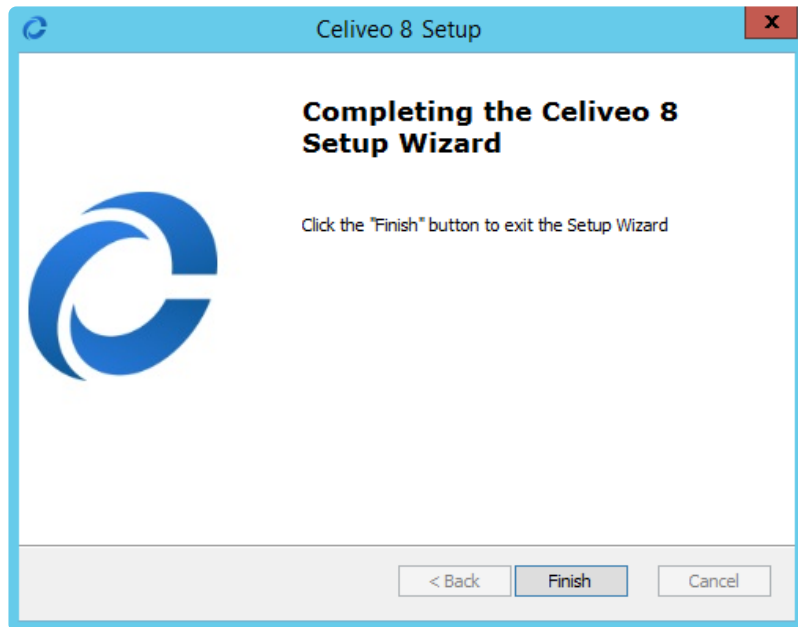 Celiveo 8 Setup
x
Completing the Celiveo 8
Setup Wizard
Click the "Finish" button to exit the Setup Wizard
< Back
Finish
Cancel